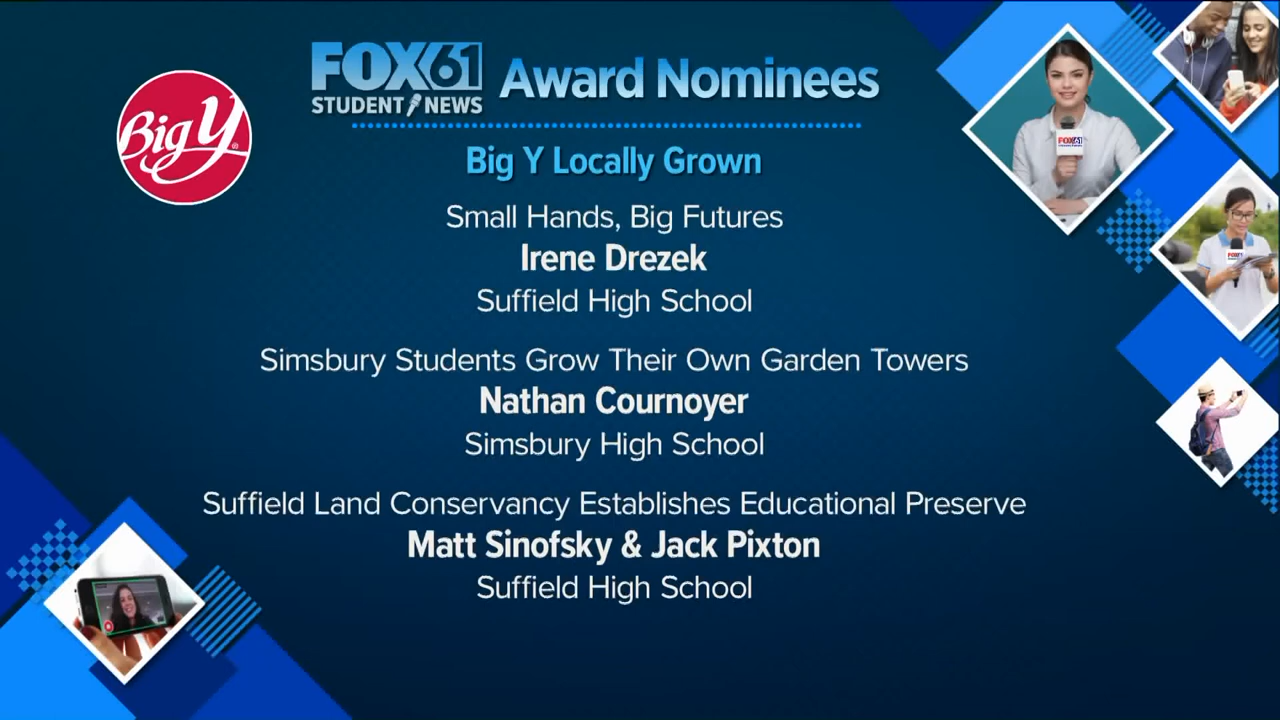 Big Y
FOX61
STUDENT NEWS
Award Nominees
Big Y Locally Grown
Small Hands, Big Futures
Irene Drezek
Suffield High School
Simsbury Students Grow Their Own Garden Towers
Nathan Cournoyer
Simsbury High School
Suffield Land Conservancy Establishes Educational Preserve
Matt Sinofsky & Jack Pixton
Suffield High School
FOX61
FOX61